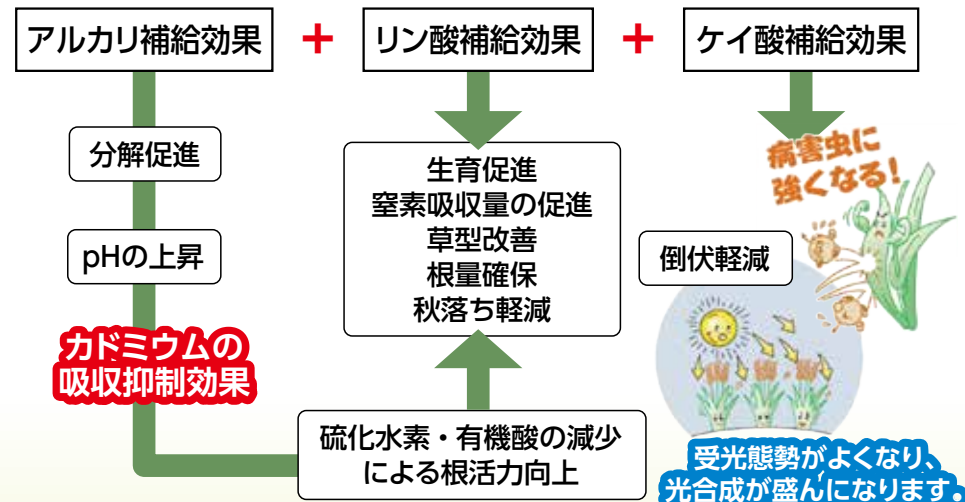 アルカリ補給効果 + リン酸補給効果 + ケイ酸補給効果
分解促進
pHの上昇
カドミウムの
吸収抑制効果
生育促進
窒素吸収量の促進
草型改善
根量確保
秋落ち軽減
硫化水素・有機酸の減少
による根活力向上
病害虫に
強くなる!
倒伏軽減
受光態勢がよくなり、
光合成が盛んになります。